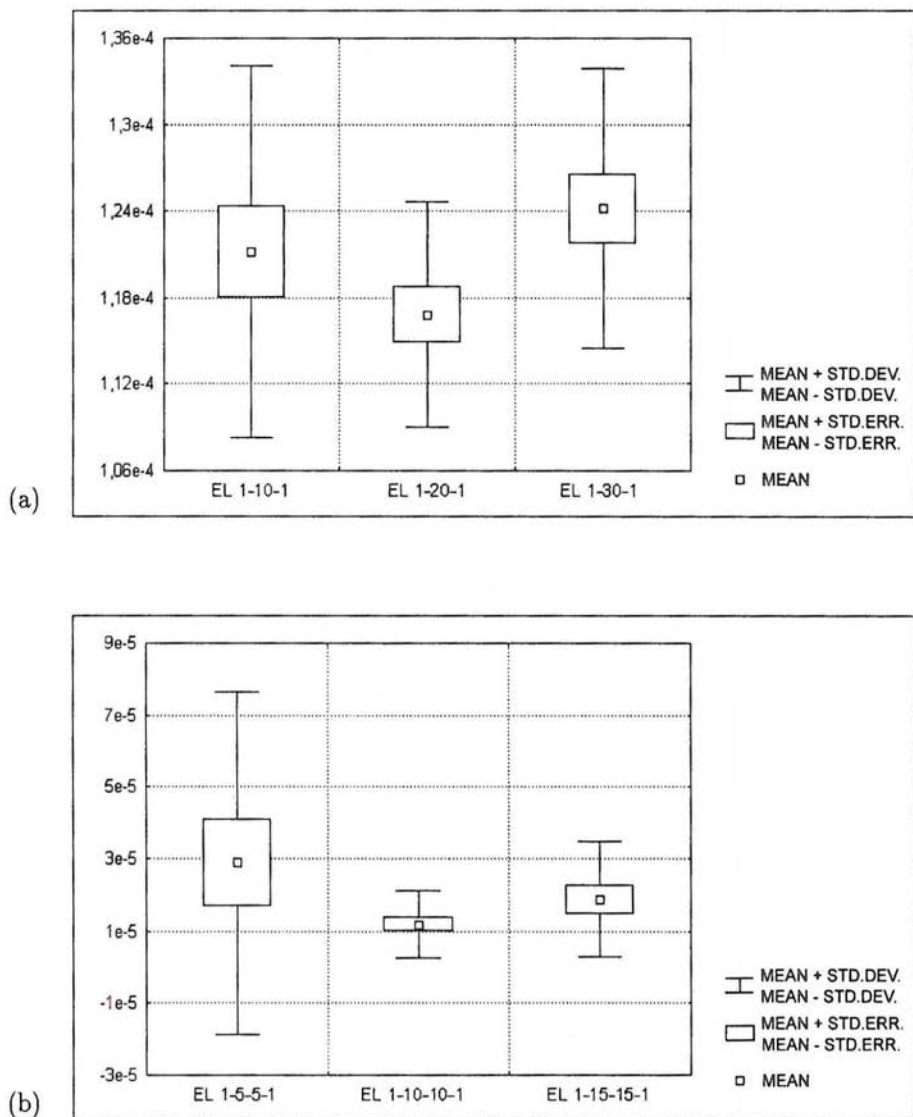 1,36e-4
1,3e-4
1,24e-4
1,18e-4
1,12e-4
1,06e-4
EL 1-10-1 EL 1-20-1 EL 1-30-1
MEAN + STD.DEV.
MEAN - STD.DEV.
MEAN + STD.ERR.
MEAN - STD.ERR.
MEAN
(a)
9e-5
7e-5
5e-5
3e-5
1e-5
-1e-5
-3e-5
EL 1-5-5-1 EL 1-10-10-1 EL 1-15-15-1
MEAN + STD.DEV.
MEAN - STD.DEV.
MEAN + STD.ERR.
MEAN - STD.ERR.
MEAN
(b)